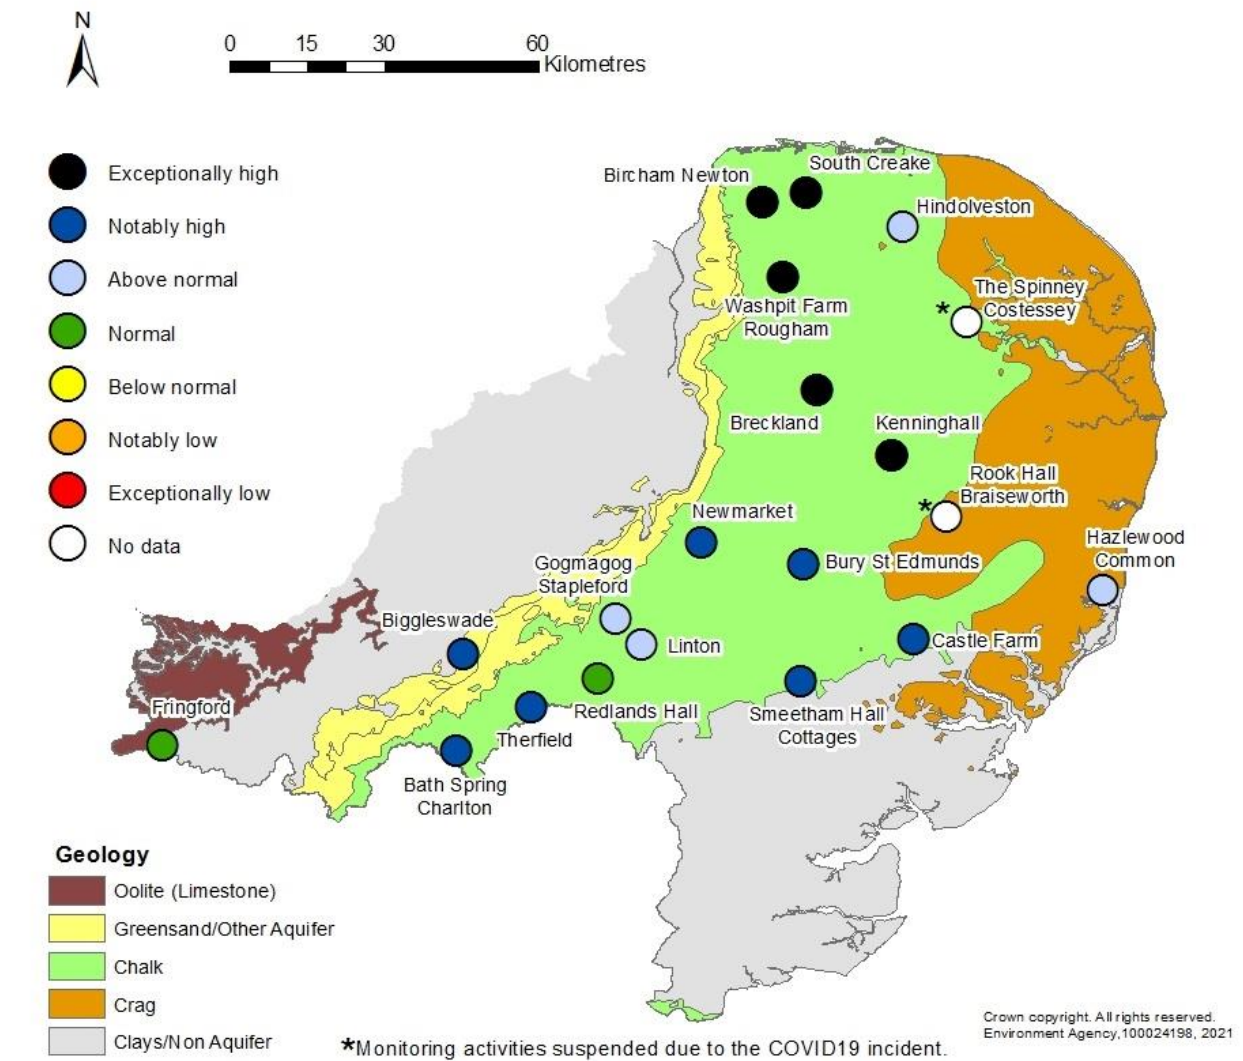 N
0 15 30 60
Kilometres
Exceptionally high
Notably high
Above normal
Normal
Below normal
Notably low
Exceptionally low
No data
South Creake
Bircham Newton
Hindolveston
The Spinney
* Costessey
Washpit Farm
Rougham
Breckland
Kenninghall
Rook Hall
* Braiseworth
Newmarket
Hazlewood
Common
Gogmagog
Stapleford
Bury St Edmunds
Biggleswade
Linton
Castle Farm
Fringford
Redlands Hall
Smeetham Hall
Cottages
Therfield
Bath Spring
Charlton
Geology
Oolite (Limestone)
Greensand/Other Aquifer
Chalk
Crag
Clays/Non Aquifer
*Monitoring activities suspended due to the COVID19 incident.
Crown copyright. All rights reserved.
Environment Agency,100024198, 2021